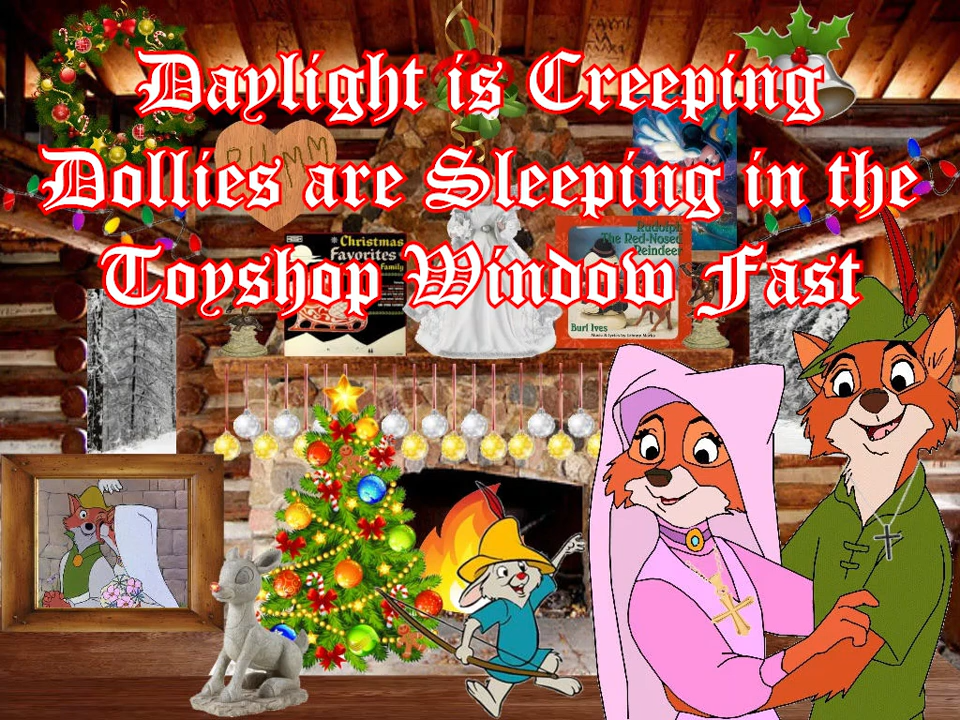 Daylight is Creeping
Dollies are Sleeping in the
Toyshop Window Fast
Christmas
Favorites
Family
Rudolph
The Red-Nosed
Reindeer
Burl Ives